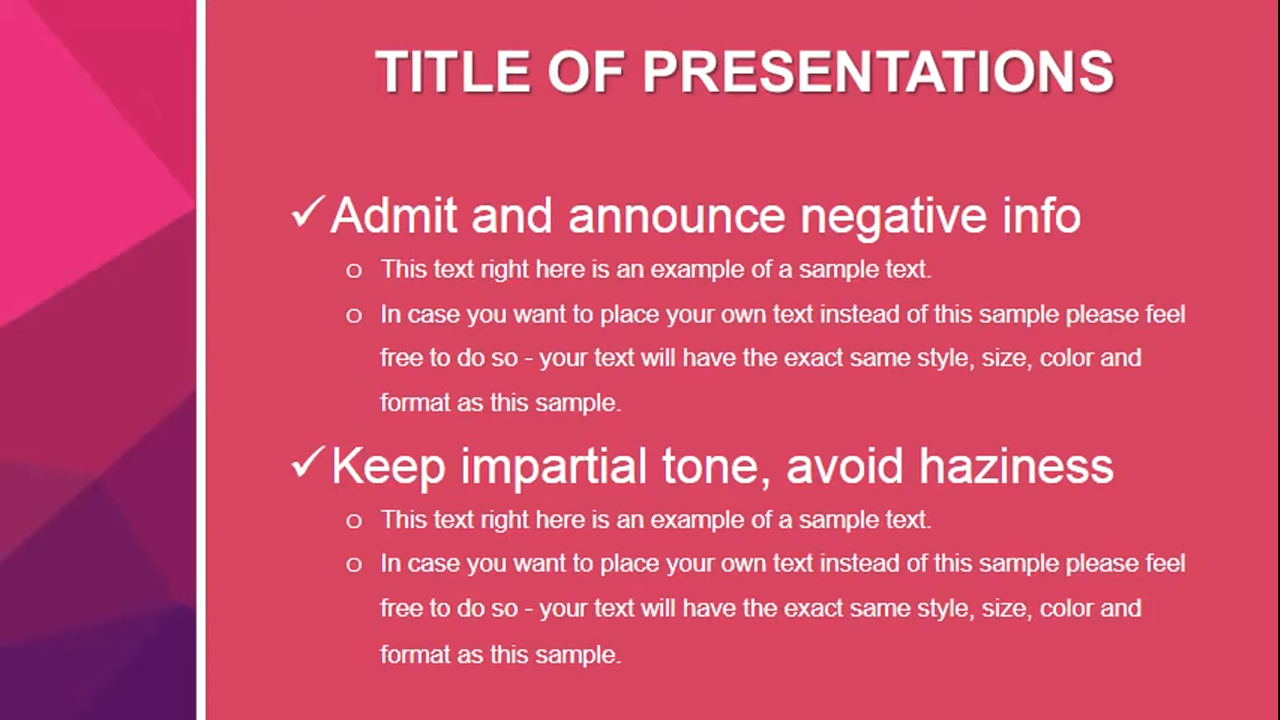 TITLE OF PRESENTATIONS
✓Admit and announce negative info
o This text right here is an example of a sample text.
o In case you want to place your own text instead of this sample please feel
free to do so - your text will have the exact same style, size, color and
format as this sample.
✓Keep impartial tone, avoid haziness
o This text right here is an example of a sample text.
o In case you want to place your own text instead of this sample please feel
free to do so - your text will have the exact same style, size, color and
format as this sample.